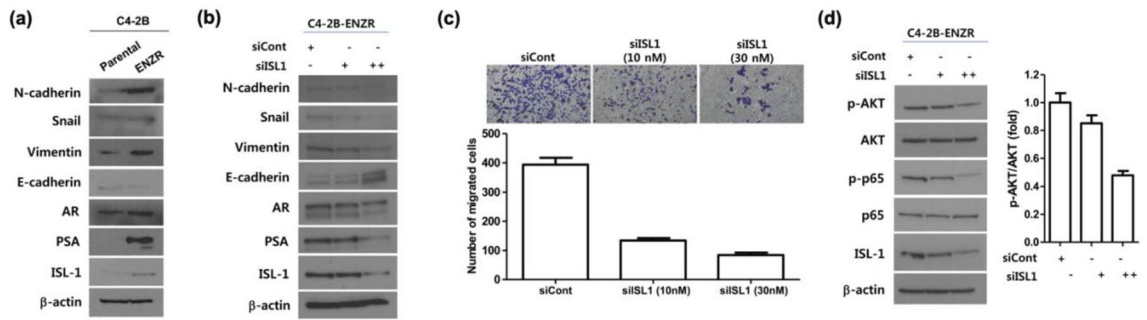 (a)
C4-2B
Parental
ENZR
N-cadherin
Snail
Vimentin
E-cadherin
AR
PSA
ISL-1
β-actin
(b)
C4-2B-ENZR
siCont + - -
siISL1 - + ++
N-cadherin
Snail
Vimentin
E-cadherin
AR
PSA
ISL-1
β-actin
(c)
siCont
siISL1 (10 nM)
siISL1 (30 nM)
Number of migrated cells
500
400
300
200
100
0
siCont siISL1 (10nM) siISL1 (30nM)
(d)
C4-2B-ENZR
siCont + - -
siISL1 - + ++
p-AKT
AKT
p-p65
p65
ISL-1
β-actin
p-AKT/AKT (fold)
1.2
1.0
0.8
0.6
0.4
0.2
0.0
siCont + - -
siISL1 - + ++